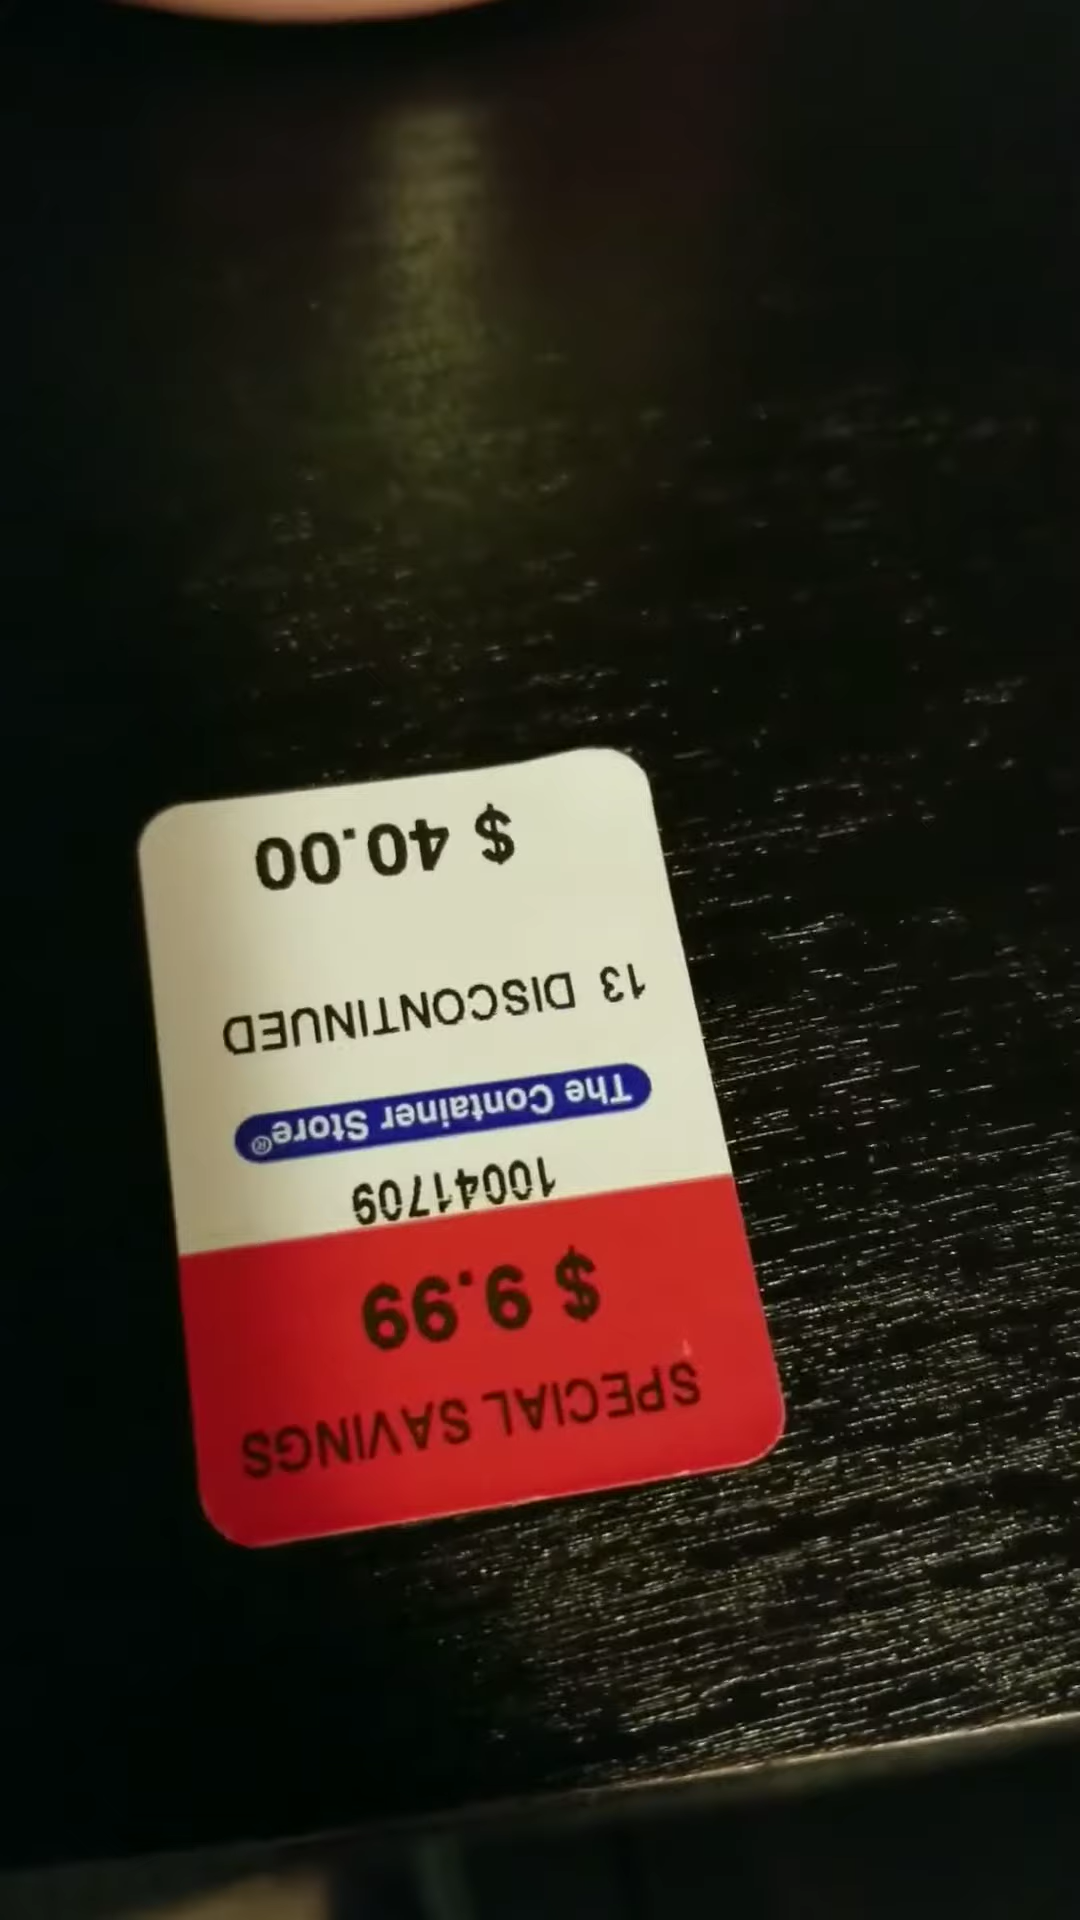 SPECIAL SAVINGS
$ 9.99
10041709
The Container Store®
13 DISCONTINUED
$ 40.00